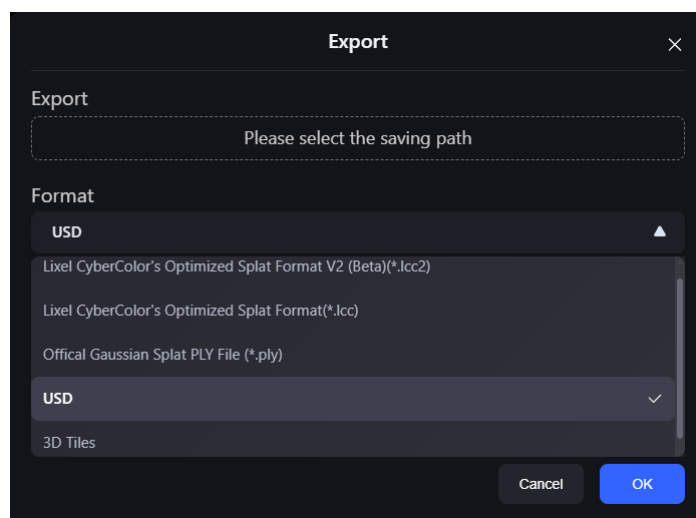 Export
Export
Please select the saving path
Format
USD
Lixel CyberColor's Optimized Splat Format V2 (Beta)(*.lcc2)
Lixel CyberColor's Optimized Splat Format(*.lcc)
Offical Gaussian Splat PLY File (*.ply)
USD
3D Tiles
Cancel
OK